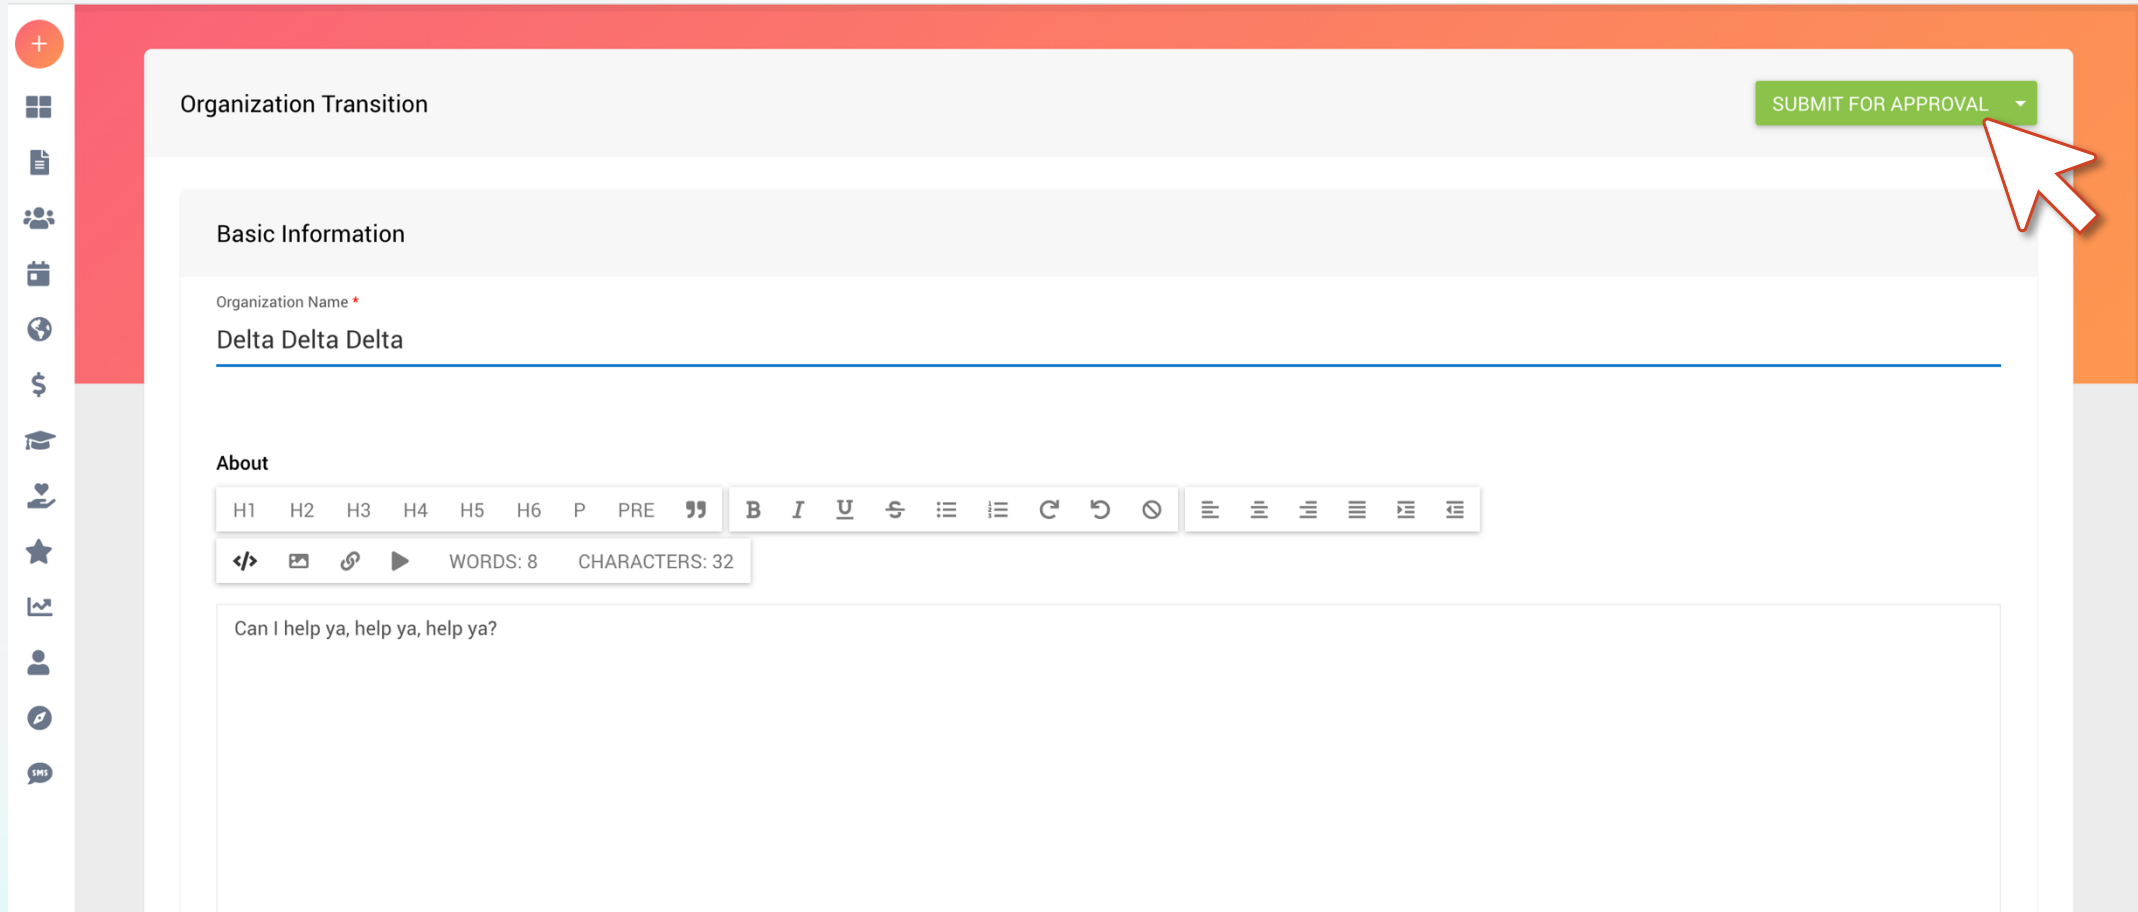 Organization Transition
SUBMIT FOR APPROVAL
Basic Information
Organization Name *
Delta Delta Delta
About
H1 H2 H3 H4 H5 H6 P PRE
B I U S
WORDS: 8 CHARACTERS: 32
Can I help ya, help ya, help ya?
SMS